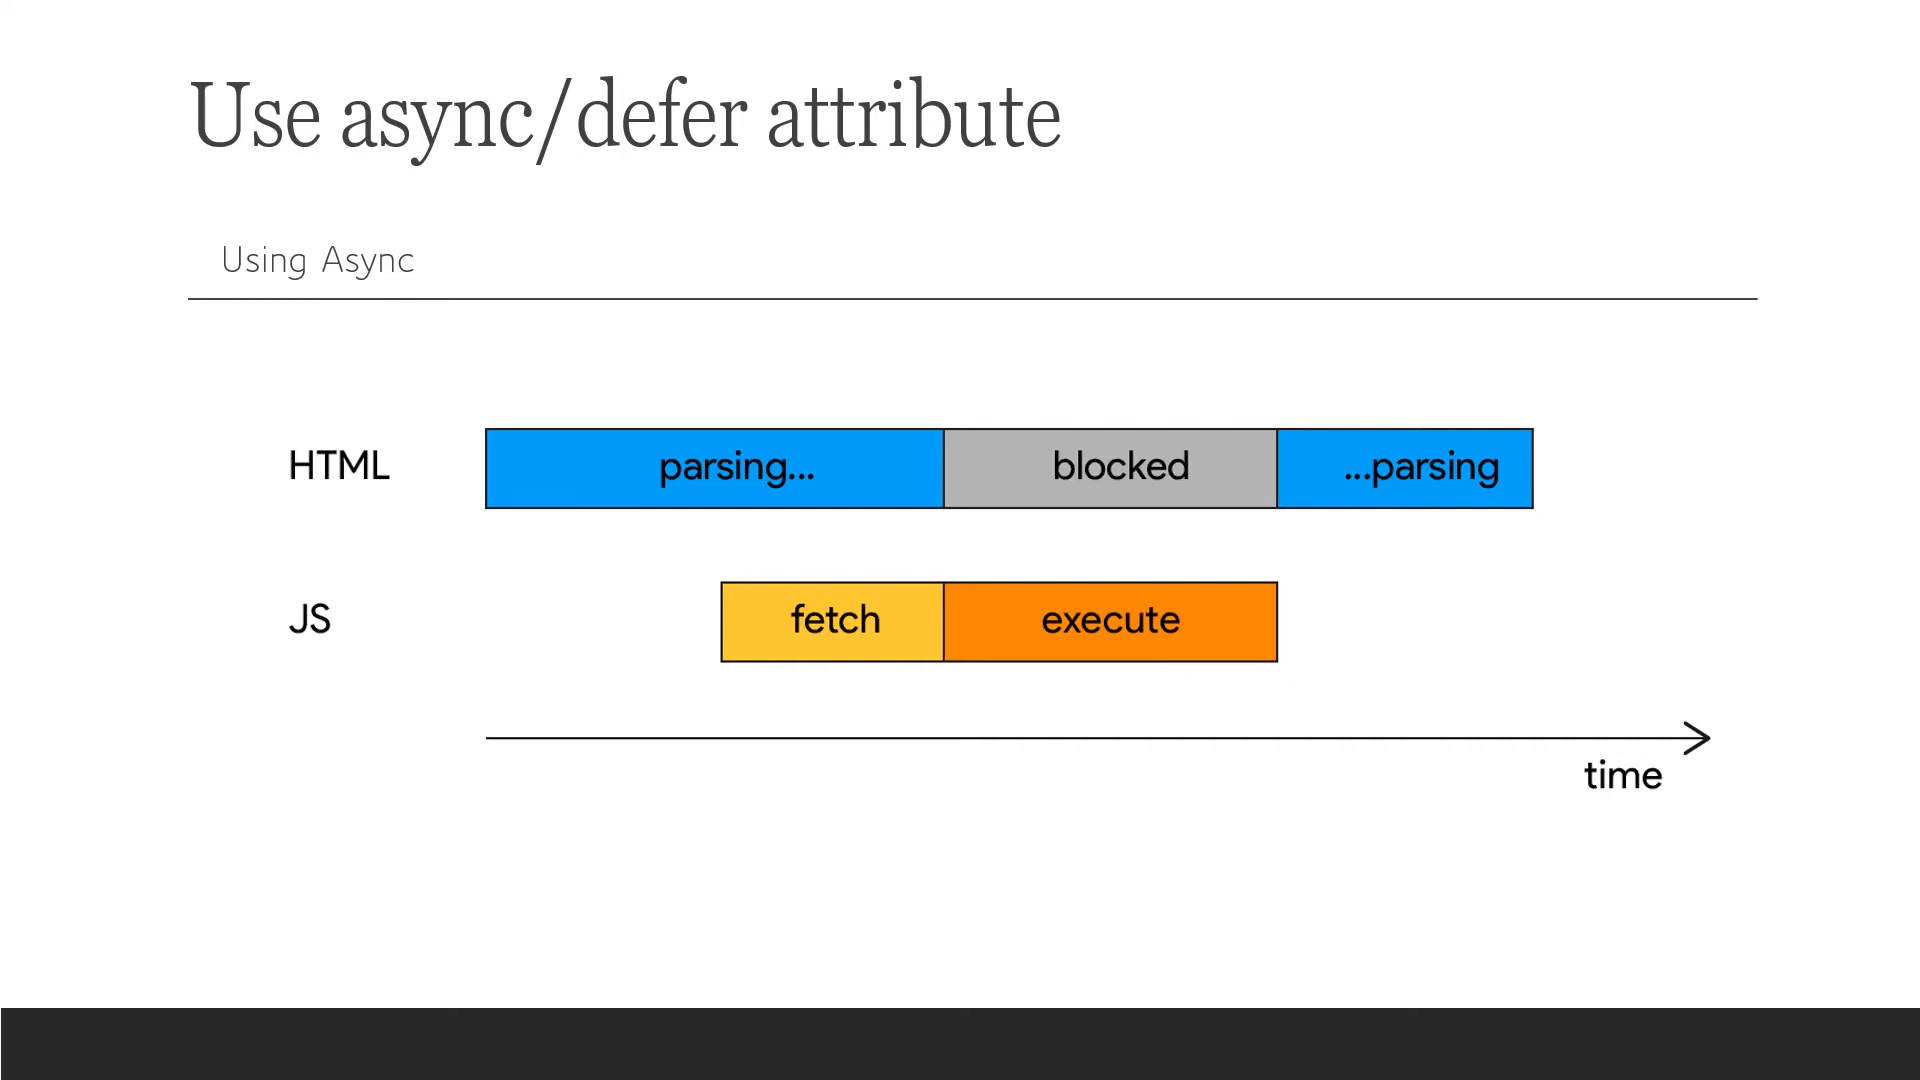 Use async/defer attribute
Using Async
HTML
parsing...
blocked
...parsing
JS
fetch
execute
time